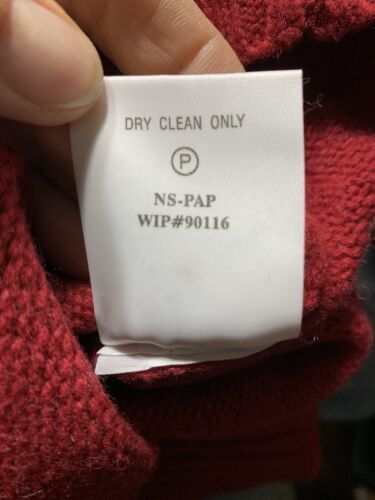 DRY CLEAN ONLY
P
NS-PAP
WIP#90116